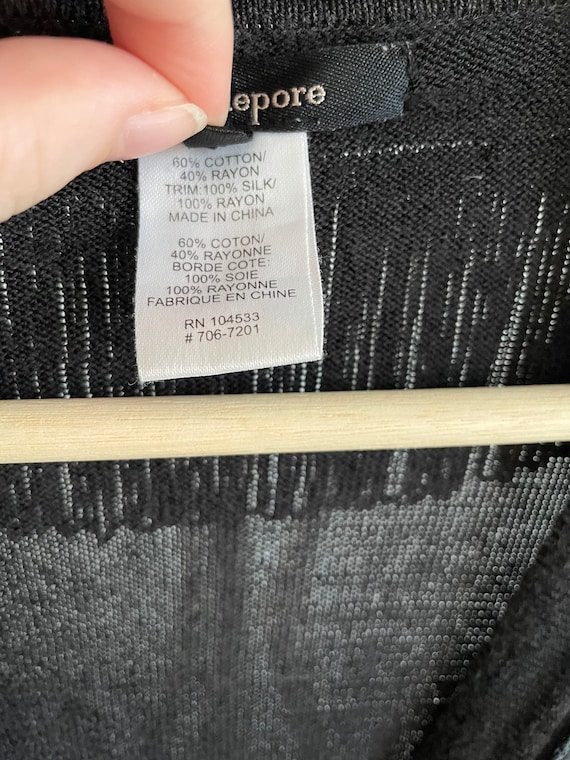 epore
60% COTTON/
40% RAYON
TRIM:100% SILK/
100% RAYON
MADE IN CHINA
60% COTON/
40% RAYONNE
BORDE COTE:
100% SOIE
100% RAYONNE
FABRIQUE EN CHINE
RN 104533
# 706-7201